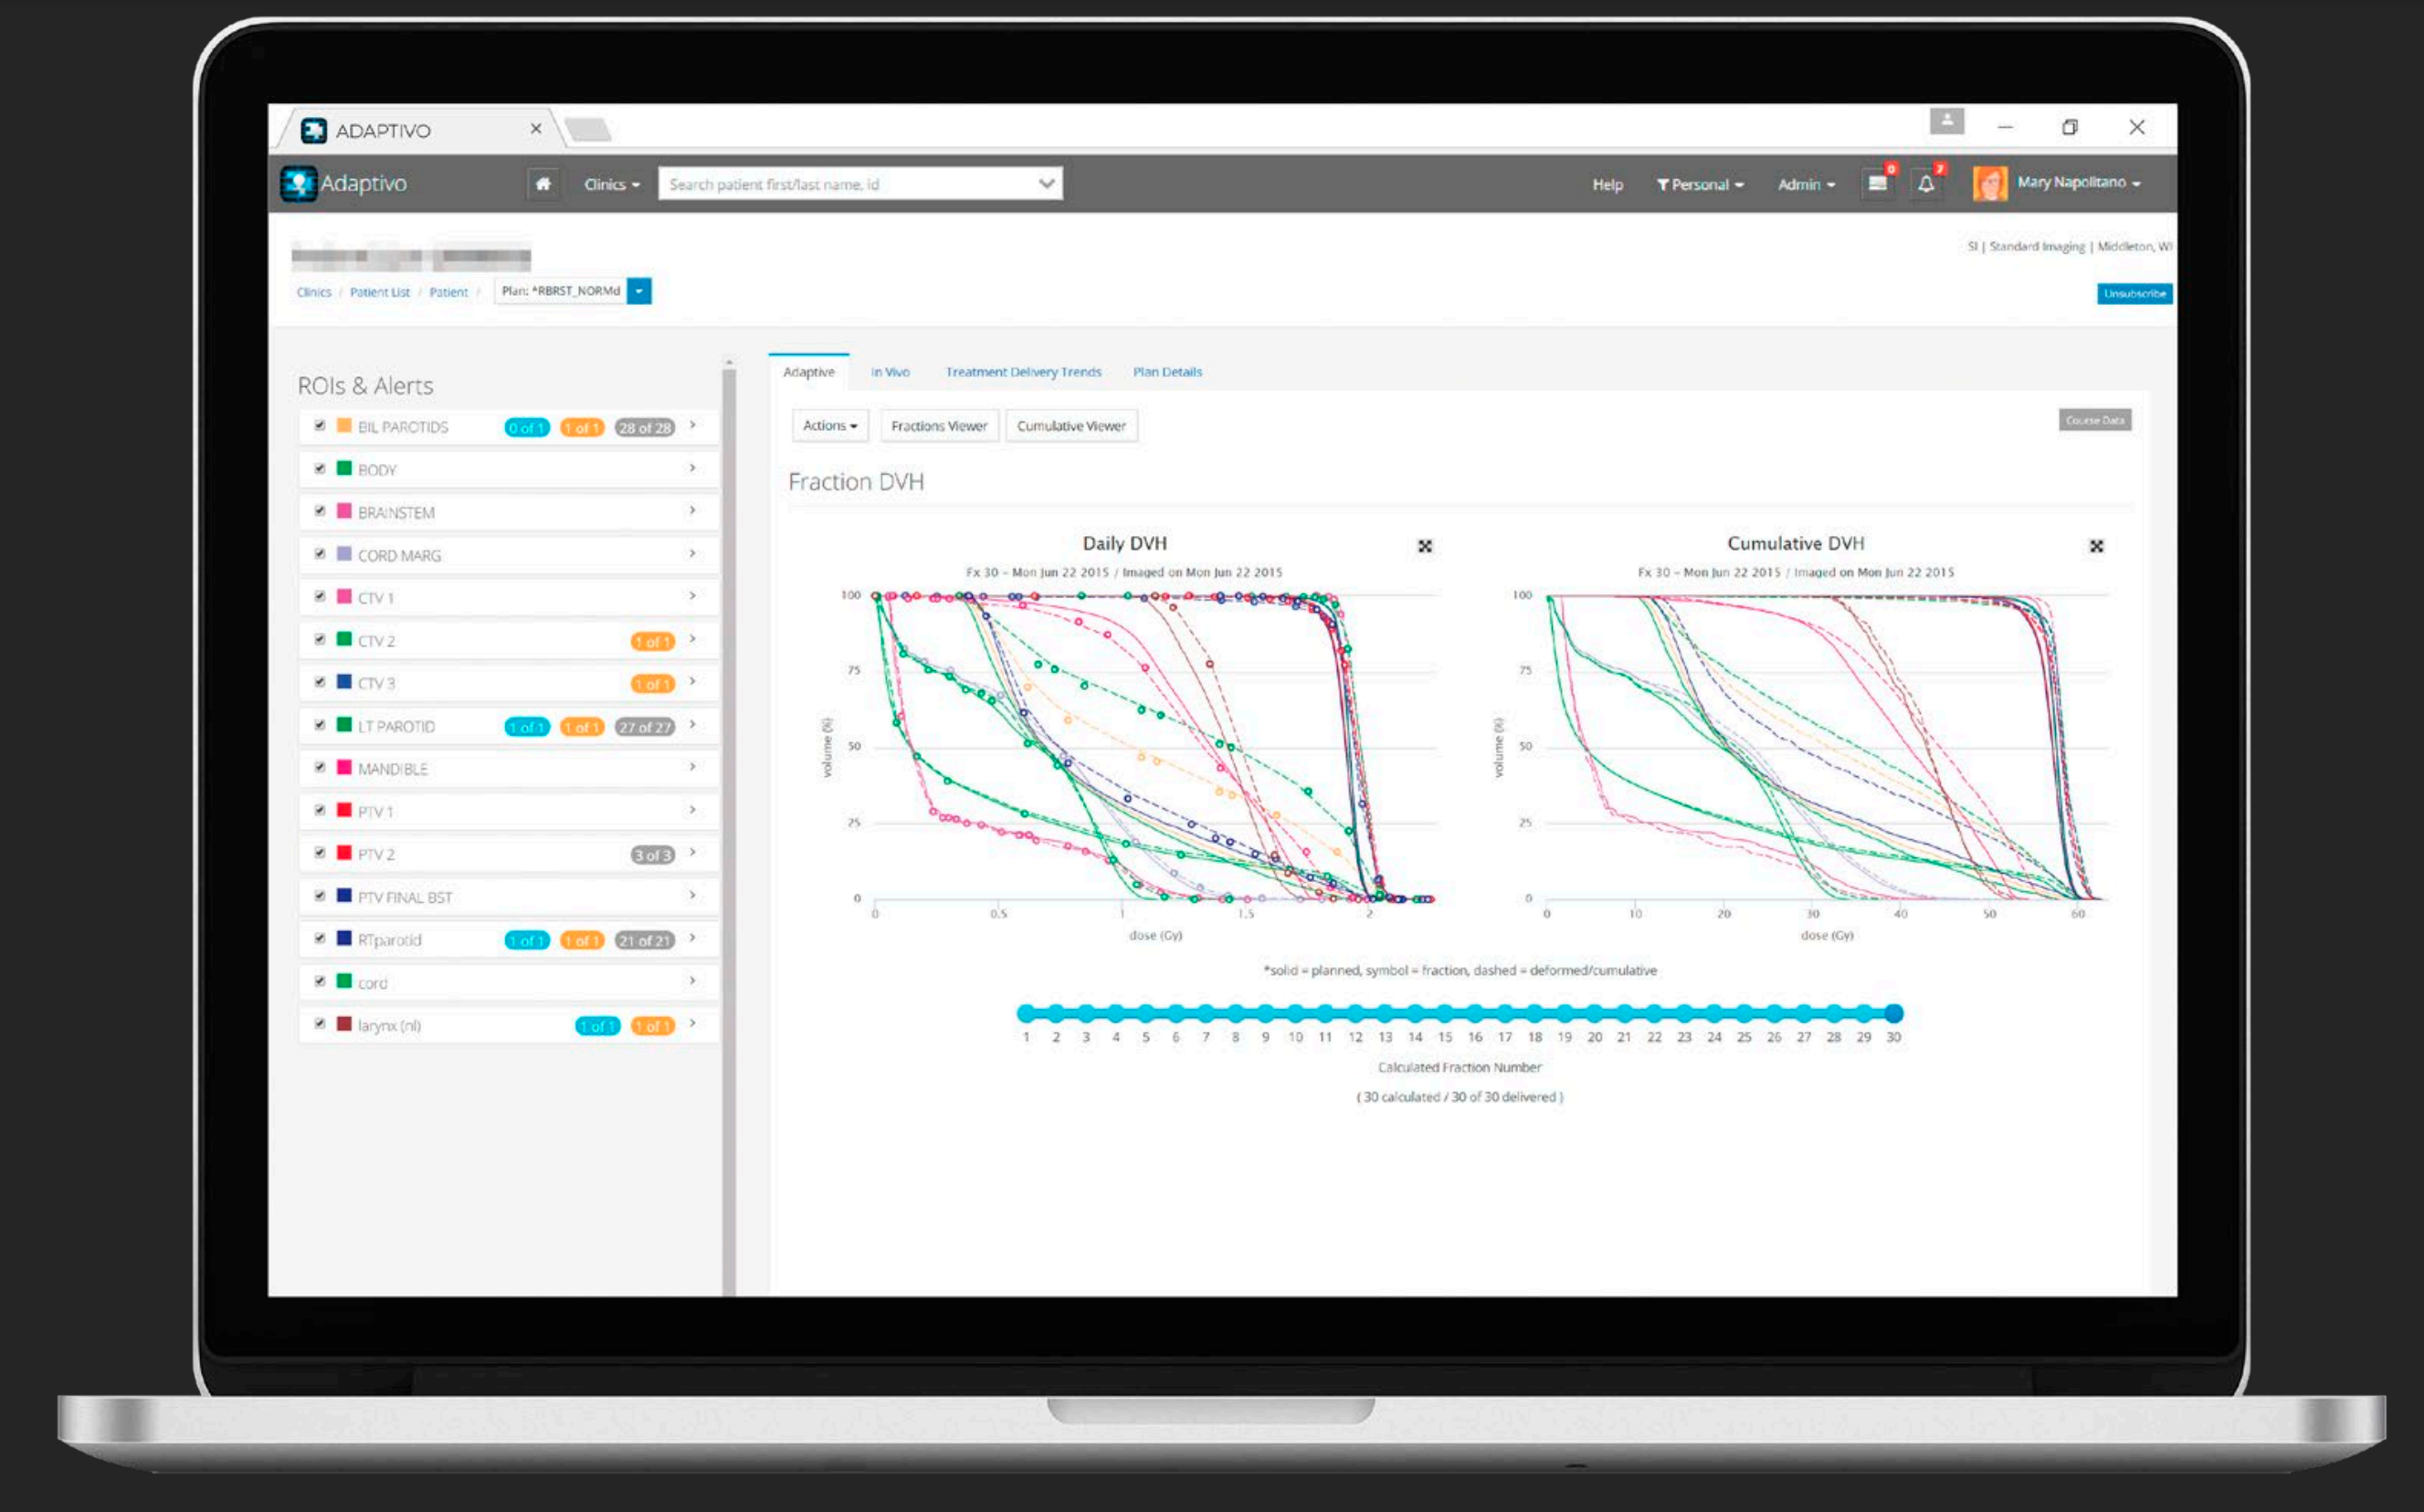 ADAPTIVO
Adaptivo Clinics Search patient first/last name, id Help Personal Admin 0 7 Mary Napolitano
SI | Standard Imaging | Middleton, WI
Clinics / Patient List / Patient / Plan: *RBRST_NORMd Unsubscribe
ROIs & Alerts
BIL PAROTIDS 0 of 1 1 of 1 28 of 28
BODY
BRAINSTEM
CORD MARG
CTV 1
CTV 2 1 of 1
CTV 3 1 of 1
LT PAROTID 1 of 1 1 of 1 27 of 27
MANDIBLE
PTV 1
PTV 2 3 of 3
PTV FINAL BST
RTparotid 1 of 1 1 of 1 21 of 21
cord
larynx (nl) 1 of 1 1 of 1
Adaptive In Vivo Treatment Delivery Trends Plan Details
Actions Fractions Viewer Cumulative Viewer Course Data
Fraction DVH
Daily DVH
Fx 30 – Mon Jun 22 2015 / Imaged on Mon Jun 22 2015
100
75
50
25
0
volume (%)
0 0.5 1 1.5 2
dose (Gy)
Cumulative DVH
Fx 30 – Mon Jun 22 2015 / Imaged on Mon Jun 22 2015
100
75
50
25
0
volume (%)
0 10 20 30 40 50 60
dose (Gy)
*solid = planned, symbol = fraction, dashed = deformed/cumulative
1 2 3 4 5 6 7 8 9 10 11 12 13 14 15 16 17 18 19 20 21 22 23 24 25 26 27 28 29 30
Calculated Fraction Number
( 30 calculated / 30 of 30 delivered )